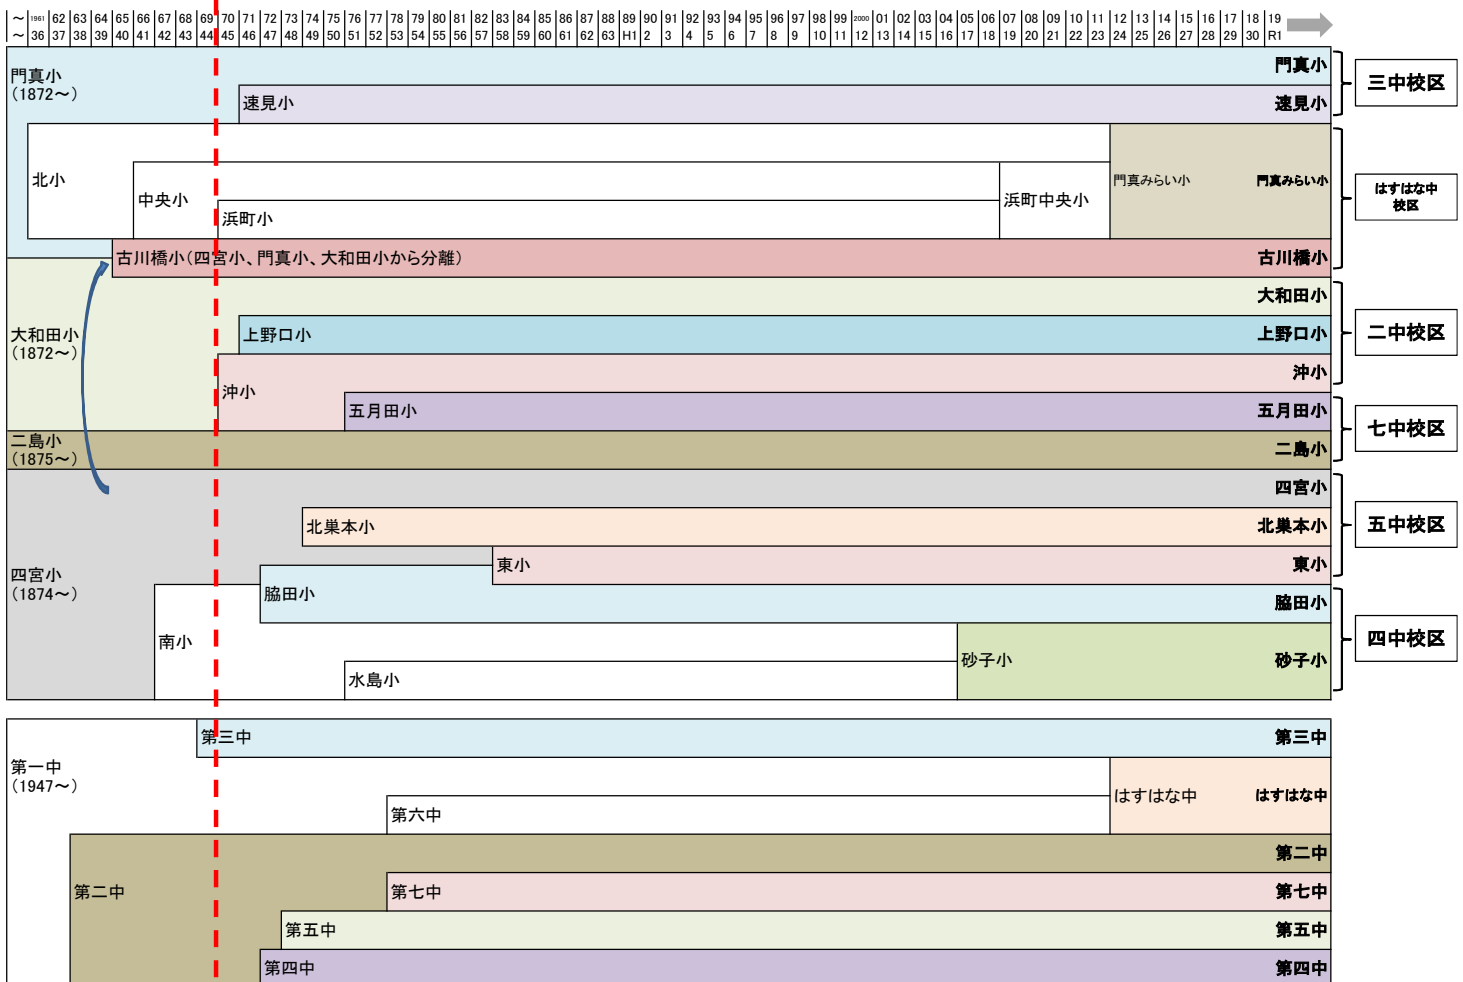 ～ 1961 62 63 64 65 66 67 68 69 70 71 72 73 74 75 76 77 78 79 80 81 82 83 84 85 86 87 88 89 90 91 92 93 94 95 96 97 98 99 2000 01 02 03 04 05 06 07 08 09 10 11 12 13 14 15 16 17 18 19
～ 36 37 38 39 40 41 42 43 44 45 46 47 48 49 50 51 52 53 54 55 56 57 58 59 60 61 62 63 H1 2 3 4 5 6 7 8 9 10 11 12 13 14 15 16 17 18 19 20 21 22 23 24 25 26 27 28 29 30 R1
門真小
(1872～)
門真小
三中校区
速見小
速見小
北小
中央小
浜町小
浜町中央小
門真みらい小
門真みらい小
はすはな中
校区
古川橋小(四宮小、門真小、大和田小から分離)
古川橋小
大和田小
(1872～)
大和田小
二中校区
上野口小
上野口小
沖小
沖小
五月田小
五月田小
七中校区
二島小
(1875～)
二島小
四宮小
(1874～)
四宮小
五中校区
北巣本小
北巣本小
東小
東小
脇田小
脇田小
四中校区
南小
水島小
砂子小
砂子小
第一中
(1947～)
第三中
第三中
第六中
はすはな中
はすはな中
第二中
第二中
第七中
第七中
第五中
第五中
第四中
第四中